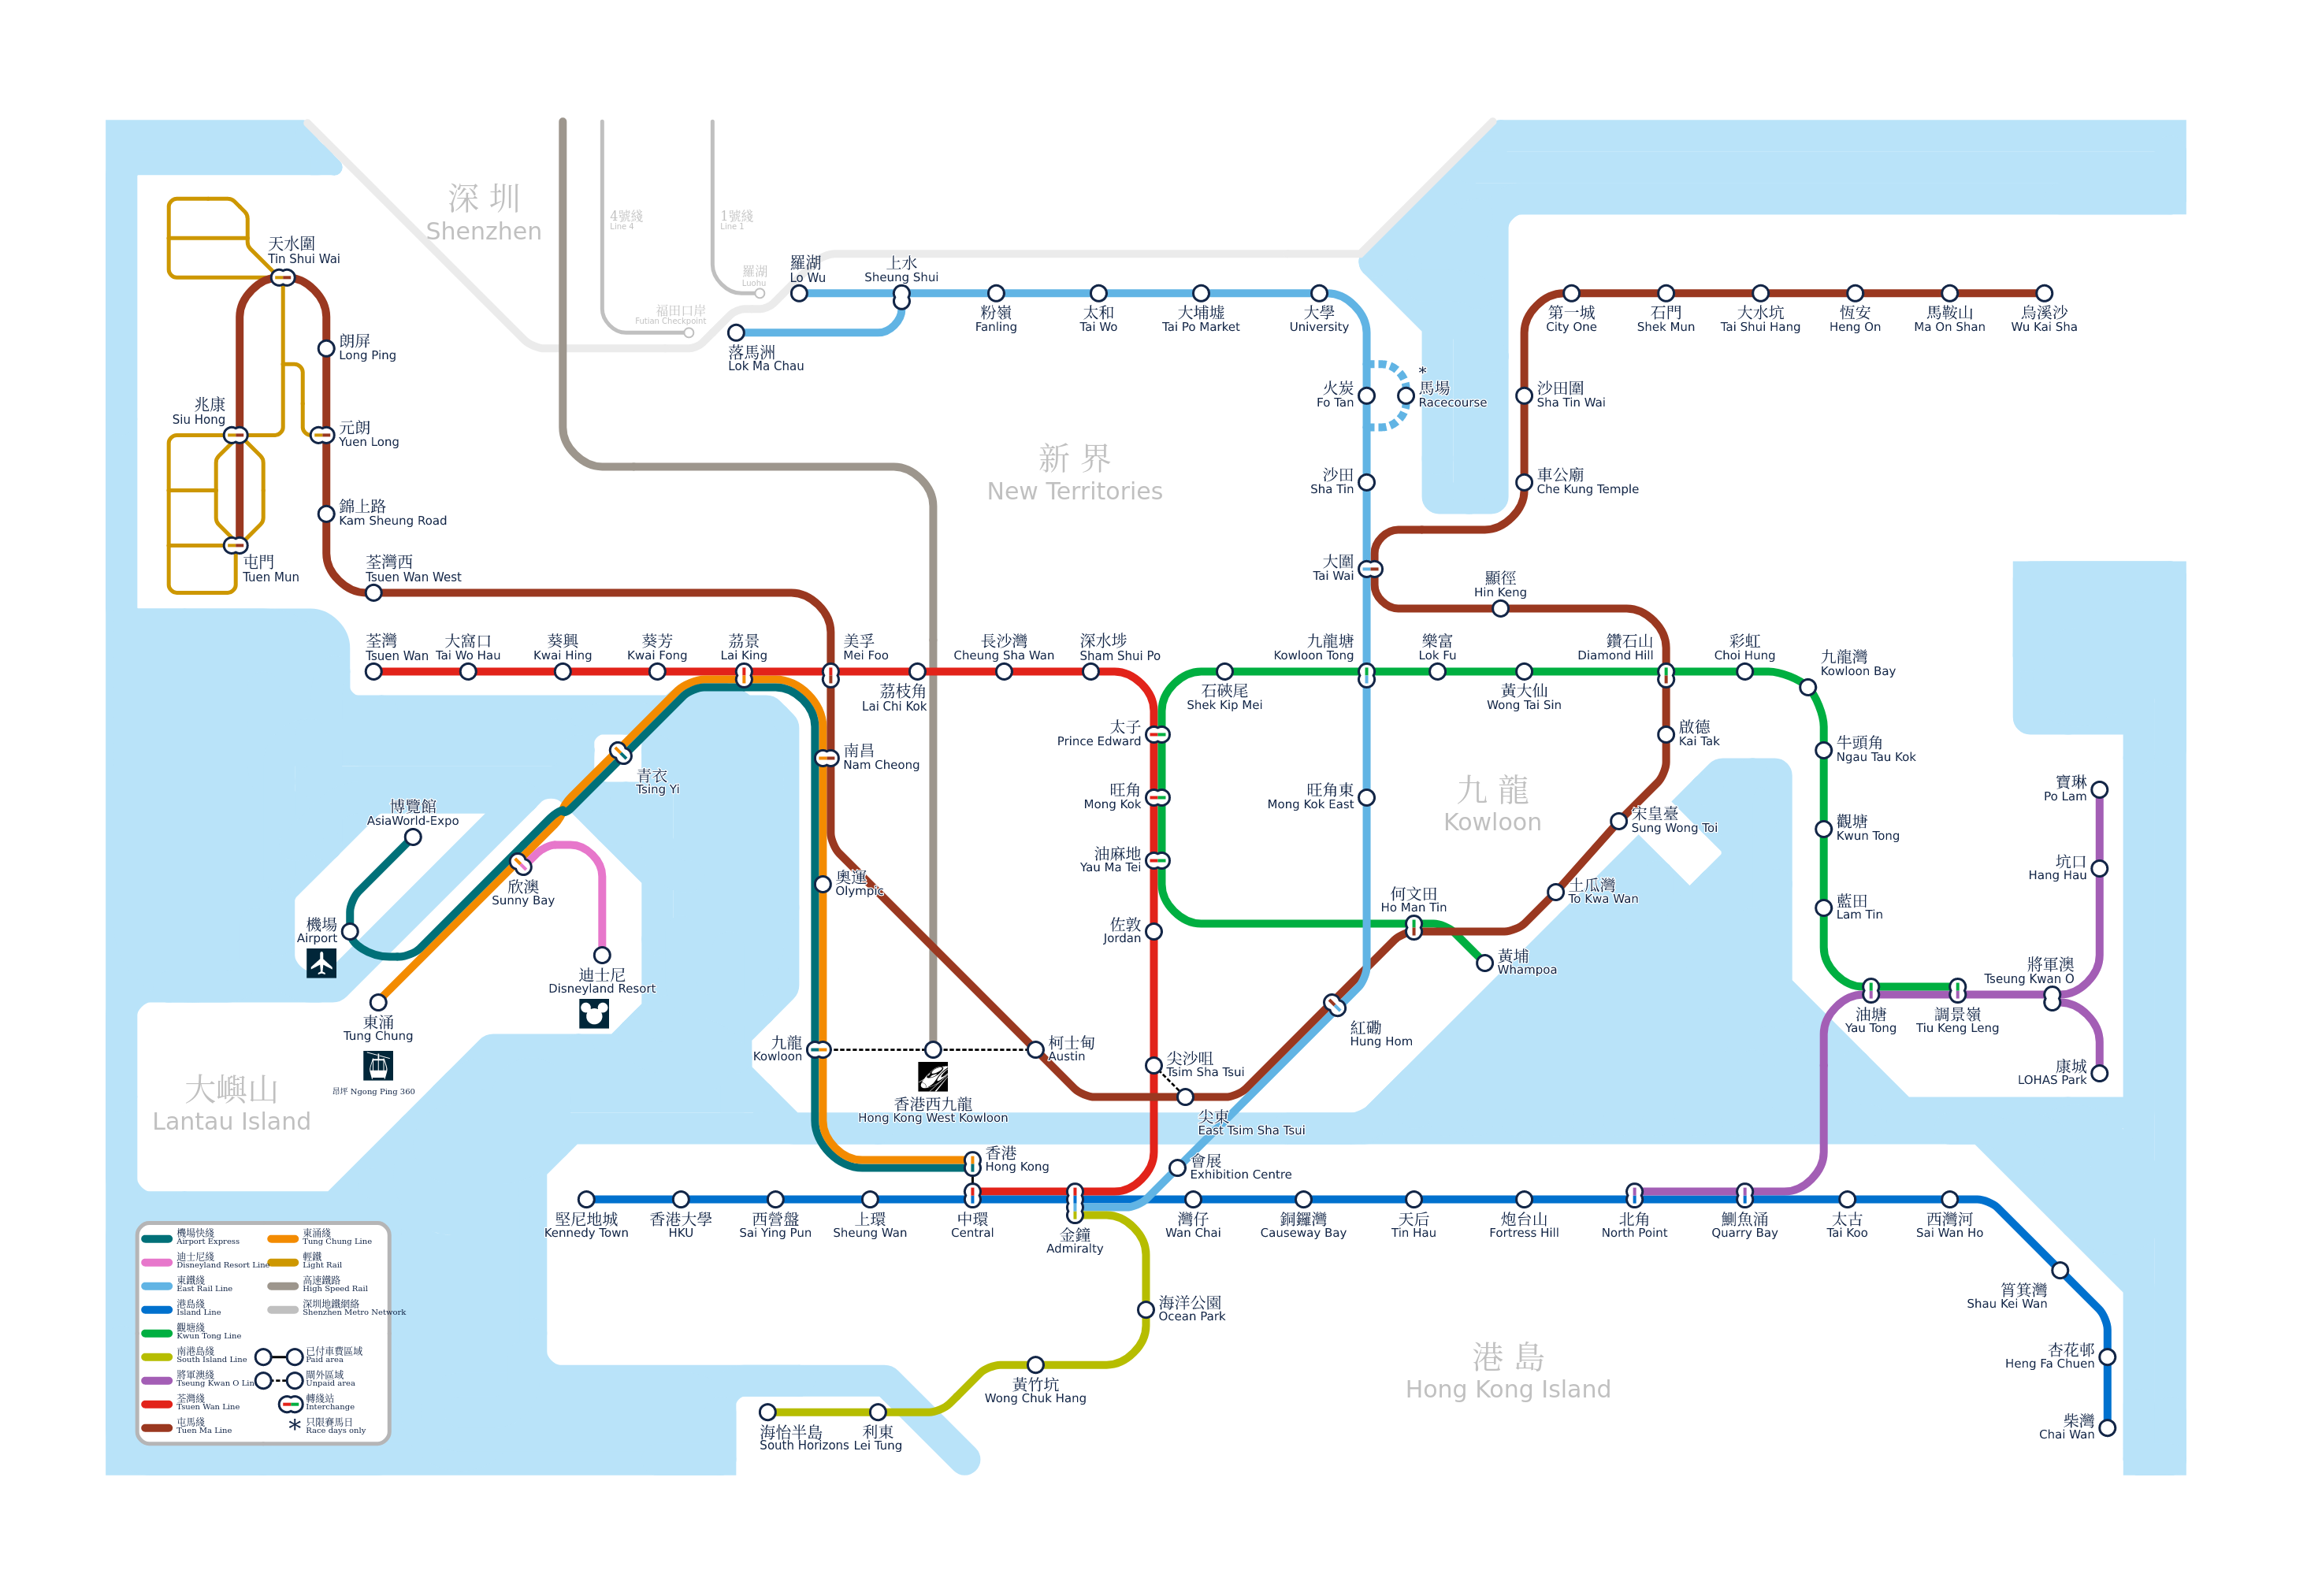 深 圳
Shenzhen
4號綫
Line 4
1號綫
Line 1
羅湖
Luohu
福田口岸
Futian Checkpoint
天水圍
Tin Shui Wai
羅湖
Lo Wu
上水
Sheung Shui
粉嶺
Fanling
太和
Tai Wo
大埔墟
Tai Po Market
大學
University
第一城
City One
石門
Shek Mun
大水坑
Tai Shui Hang
恆安
Heng On
馬鞍山
Ma On Shan
烏溪沙
Wu Kai Sha
朗屏
Long Ping
落馬洲
Lok Ma Chau
火炭
Fo Tan
*
馬場
Racecourse
沙田圍
Sha Tin Wai
兆康
Siu Hong
元朗
Yuen Long
新 界
New Territories
沙田
Sha Tin
車公廟
Che Kung Temple
錦上路
Kam Sheung Road
屯門
Tuen Mun
荃灣西
Tsuen Wan West
大圍
Tai Wai
顯徑
Hin Keng
荃灣
Tsuen Wan
大窩口
Tai Wo Hau
葵興
Kwai Hing
葵芳
Kwai Fong
荔景
Lai King
美孚
Mei Foo
荔枝角
Lai Chi Kok
長沙灣
Cheung Sha Wan
深水埗
Sham Shui Po
石硤尾
Shek Kip Mei
九龍塘
Kowloon Tong
樂富
Lok Fu
黃大仙
Wong Tai Sin
鑽石山
Diamond Hill
彩虹
Choi Hung
九龍灣
Kowloon Bay
太子
Prince Edward
啟德
Kai Tak
牛頭角
Ngau Tau Kok
南昌
Nam Cheong
青衣
Tsing Yi
旺角
Mong Kok
旺角東
Mong Kok East
九 龍
Kowloon
寶琳
Po Lam
博覽館
AsiaWorld-Expo
宋皇臺
Sung Wong Toi
觀塘
Kwun Tong
油麻地
Yau Ma Tei
坑口
Hang Hau
欣澳
Sunny Bay
奧運
Olympic
土瓜灣
To Kwa Wan
何文田
Ho Man Tin
藍田
Lam Tin
機場
Airport
佐敦
Jordan
黃埔
Whampoa
迪士尼
Disneyland Resort
將軍澳
Tseung Kwan O
東涌
Tung Chung
油塘
Yau Tong
調景嶺
Tiu Keng Leng
紅磡
Hung Hom
九龍
Kowloon
柯士甸
Austin
尖沙咀
Tsim Sha Tsui
康城
LOHAS Park
昂坪 Ngong Ping 360
大嶼山
Lantau Island
香港西九龍
Hong Kong West Kowloon
尖東
East Tsim Sha Tsui
香港
Hong Kong
會展
Exhibition Centre
堅尼地城
Kennedy Town
香港大學
HKU
西營盤
Sai Ying Pun
上環
Sheung Wan
中環
Central
金鐘
Admiralty
灣仔
Wan Chai
銅鑼灣
Causeway Bay
天后
Tin Hau
炮台山
Fortress Hill
北角
North Point
鰂魚涌
Quarry Bay
太古
Tai Koo
西灣河
Sai Wan Ho
筲箕灣
Shau Kei Wan
海洋公園
Ocean Park
杏花邨
Heng Fa Chuen
港 島
Hong Kong Island
黃竹坑
Wong Chuk Hang
海怡半島
South Horizons
利東
Lei Tung
柴灣
Chai Wan
機場快綫
Airport Express
迪士尼綫
Disneyland Resort Line
東鐵綫
East Rail Line
港島綫
Island Line
觀塘綫
Kwun Tong Line
南港島綫
South Island Line
將軍澳綫
Tseung Kwan O Lin
荃灣綫
Tsuen Wan Line
屯馬綫
Tuen Ma Line
東涌綫
Tung Chung Line
輕鐵
Light Rail
高速鐵路
High Speed Rail
深圳地鐵網絡
Shenzhen Metro Network
已付車費區域
Paid area
閘外區域
Unpaid area
轉綫站
Interchange
* 只限賽馬日
Race days only